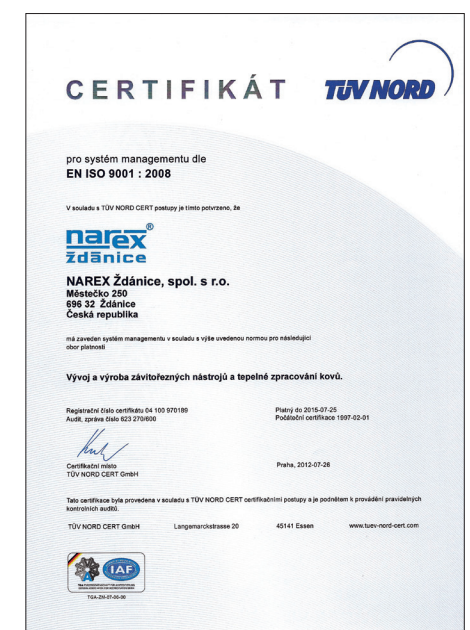 CERTIFIKÁT
TÜV NORD
pro systém managementu dle
EN ISO 9001 : 2008
V souladu s TÜV NORD CERT postupy je tímto potvrzeno, že
narex®
ždánice
NAREX Ždánice, spol. s r.o.
Městečko 250
696 32 Ždánice
Česká republika
má zaveden systém managementu v souladu s výše uvedenou normou pro následující
obor platnosti
Vývoj a výroba závitořezných nástrojů a tepelné zpracování kovů.
Registrační číslo certifikátu 04 100 970189
Audit, zpráva číslo 623 270/600
Platný do 2015-07-25
Počáteční certifikace 1997-02-01
Certifikační místo
TÜV NORD CERT GmbH
Praha, 2012-07-26
Tato certifikace byla provedena v souladu s TÜV NORD CERT certifikačními postupy a je podnětem k provádění pravidelných
kontrolních auditů.
TÜV NORD CERT GmbH Langemarckstrasse 20 45141 Essen www.tuev-nord-cert.com
IAF
TGA-ZM-07-06-00